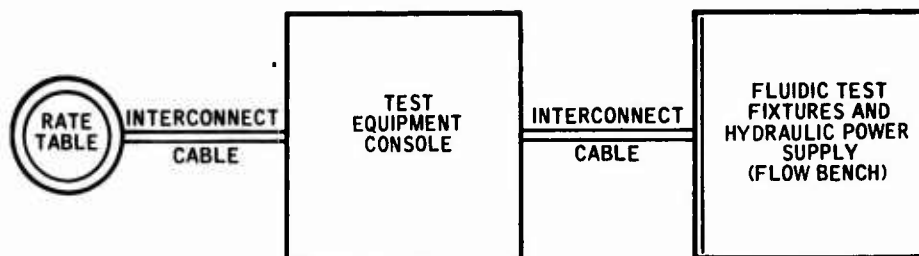 RATE
TABLE
INTERCONNECT
CABLE
TEST
EQUIPMENT
CONSOLE
INTERCONNECT
CABLE
FLUIDIC TEST
FIXTURES AND
HYDRAULIC POWER
SUPPLY
(FLOW BENCH)